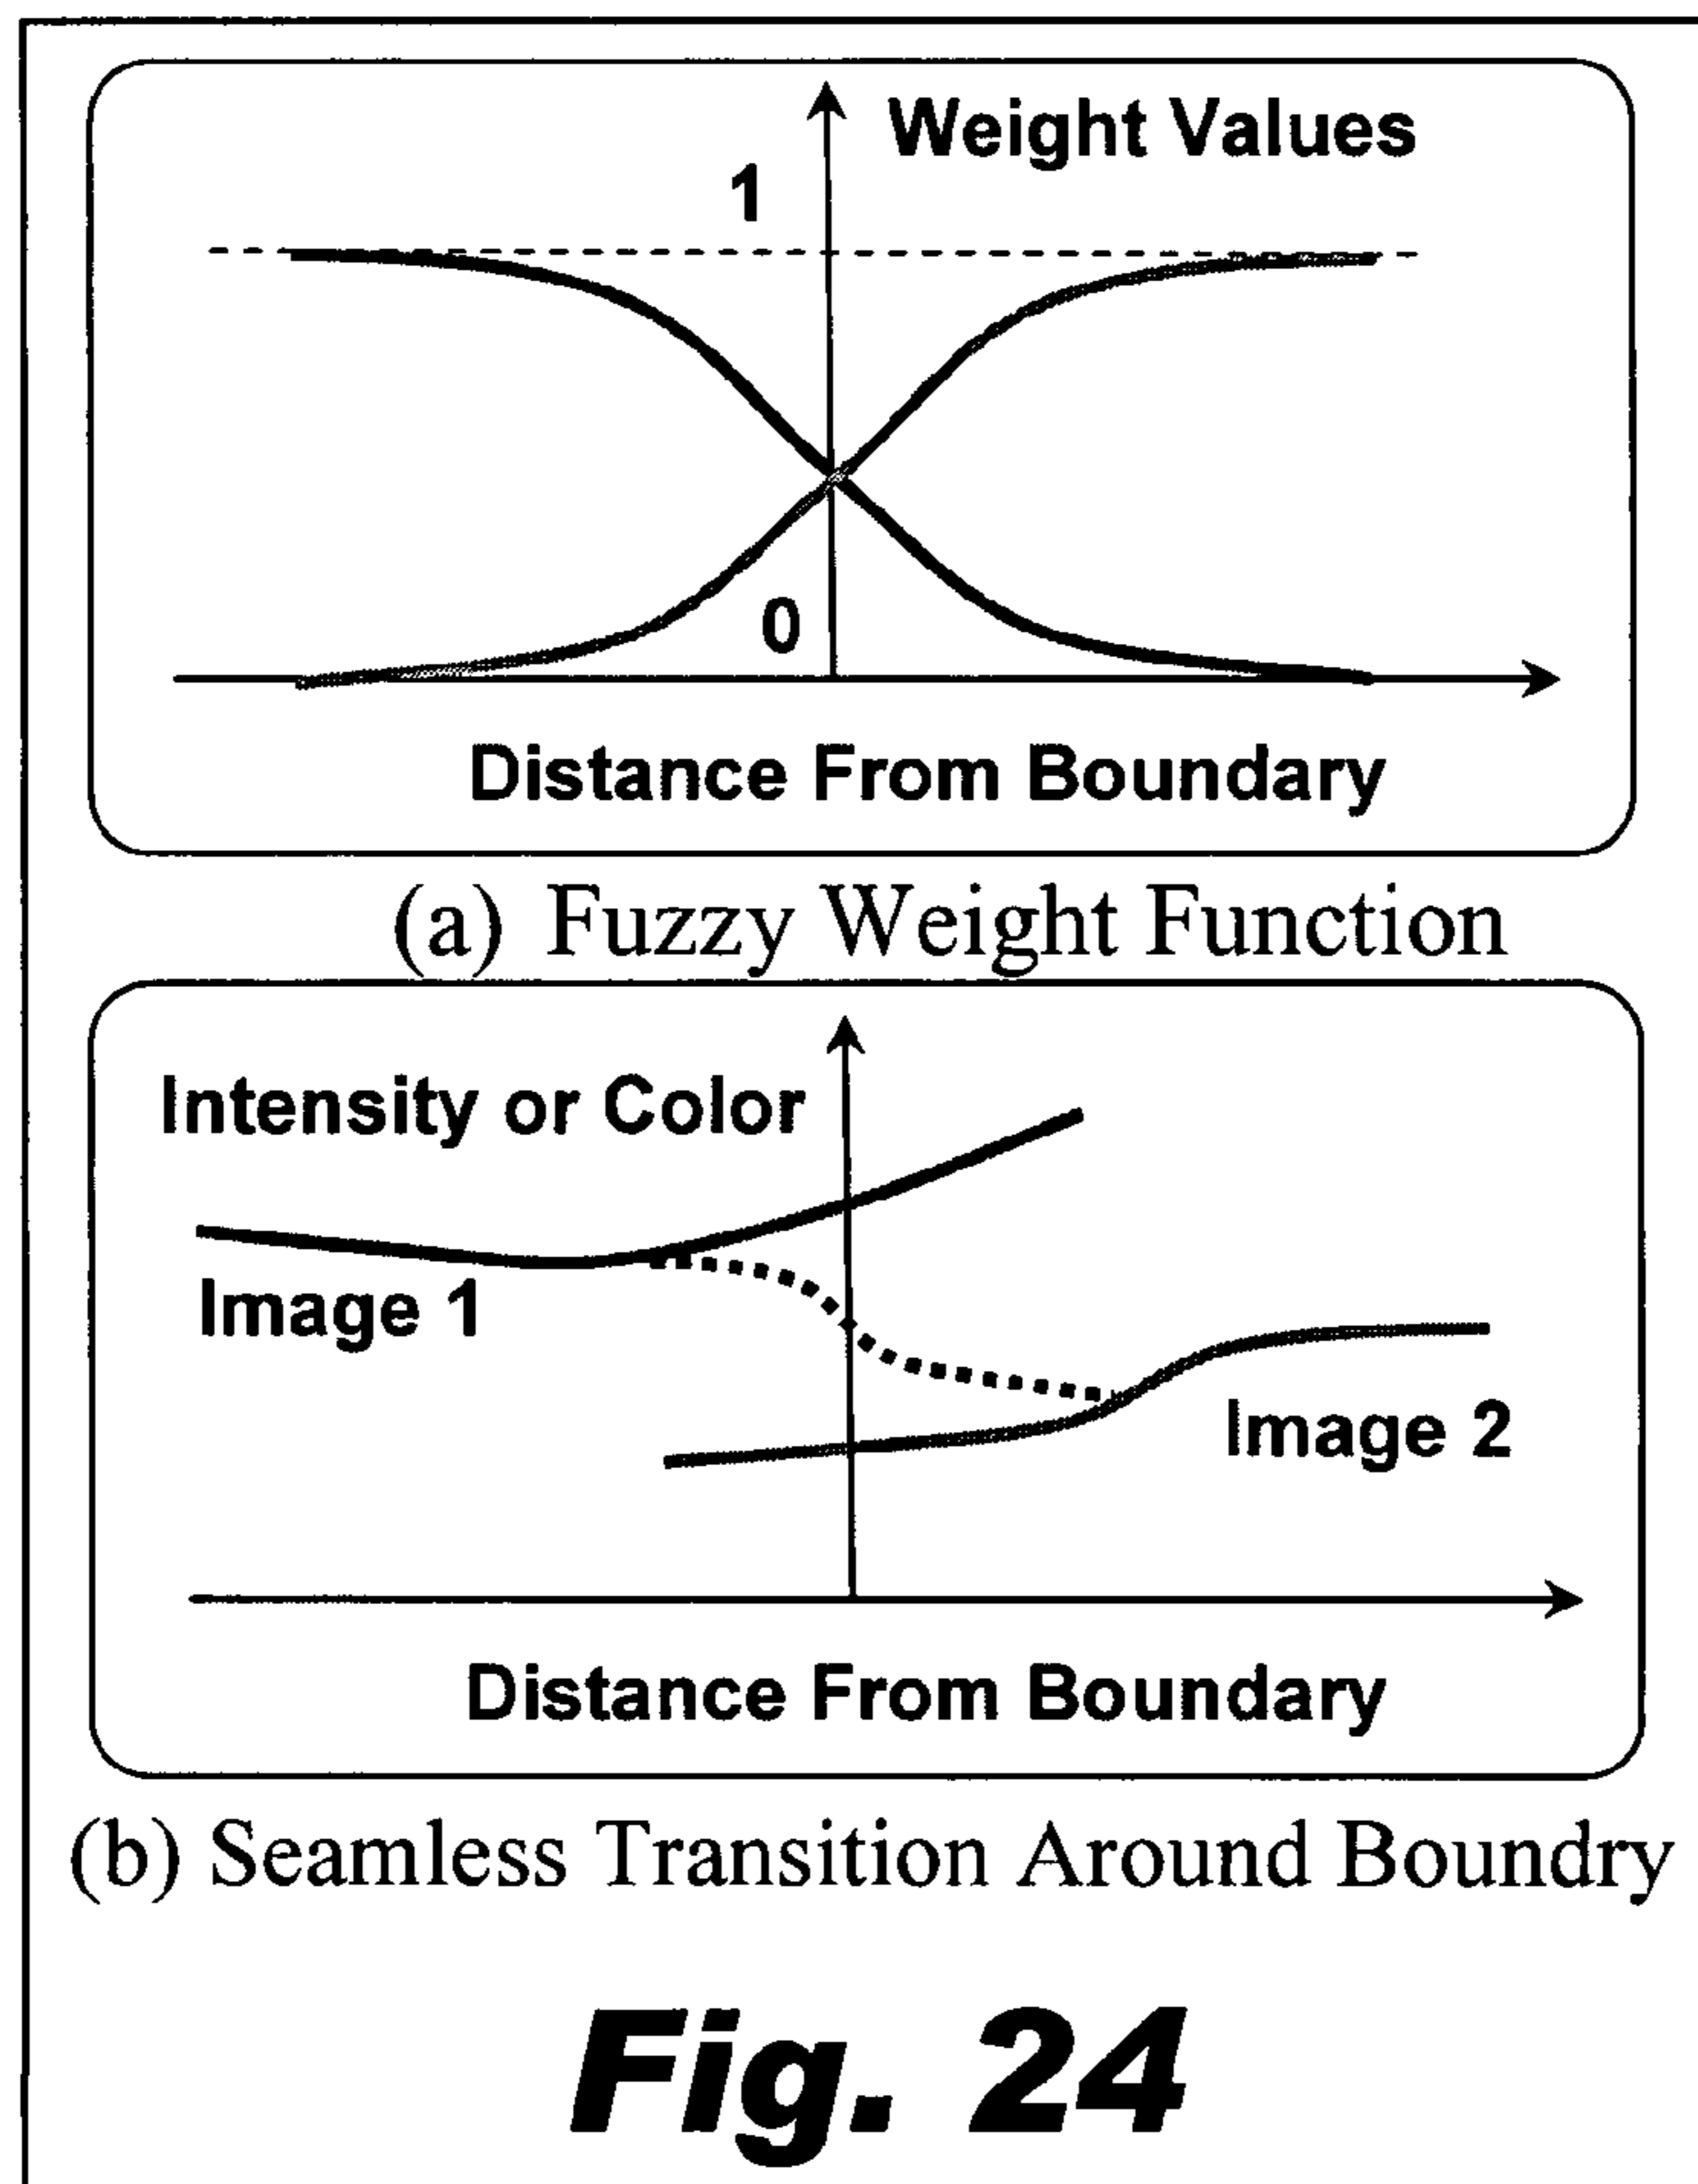 Weight Values
1
0
Distance From Boundary
(a) Fuzzy Weight Function
Intensity or Color
Image 1
Image 2
Distance From Boundary
(b) Seamless Transition Around Boundry
Fig. 24